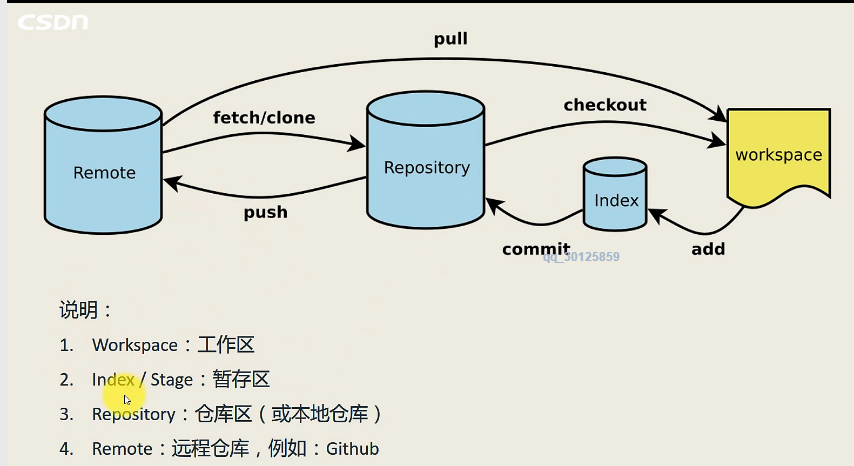 CSDN
pull
fetch/clone
checkout
Remote
Repository
workspace
Index
push
commit
add
qq_30125859
说明：
1. Workspace：工作区
2. Index / Stage：暂存区
3. Repository：仓库区（或本地仓库）
4. Remote：远程仓库，例如：Github